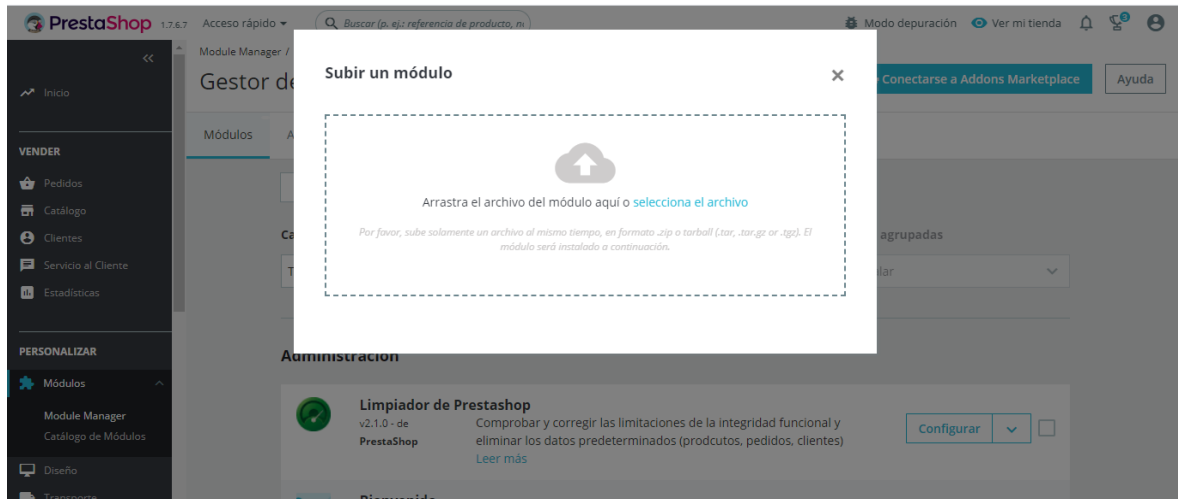 PrestaShop 1.7.6.7 Acceso rápido Buscar (p. ej.: referencia de producto, n Modo depuración Ver mi tienda 3
Module Manager /
Gestor de
Conectarse a Addons Marketplace
Ayuda
Inicio
VENDER
Pedidos
Catálogo
Clientes
Servicio al Cliente
Estadísticas
PERSONALIZAR
Módulos
Module Manager
Catálogo de Módulos
Diseño
Transporte
Módulos A
Subir un módulo ×
Arrastra el archivo del módulo aquí o selecciona el archivo
Por favor, sube solamente un archivo al mismo tiempo, en formato .zip o tarball (.tar, .tar.gz or .tgz). El
módulo será instalado a continuación.
Ca
agrupadas
T
lar
Administración
Limpiador de Prestashop
v2.1.0 - de
PrestaShop
Comprobar y corregir las limitaciones de la integridad funcional y
eliminar los datos predeterminados (prodcutos, pedidos, clientes)
Leer más
Configurar
Bienvenido